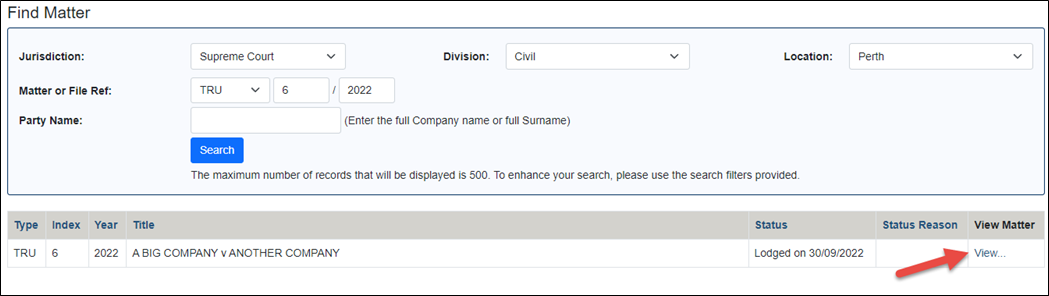 Find Matter
Jurisdiction: Supreme Court Division: Civil Location: Perth
Matter or File Ref: TRU 6 / 2022
Party Name: (Enter the full Company name or full Surname)
Search
The maximum number of records that will be displayed is 500. To enhance your search, please use the search filters provided.
Type Index Year Title Status Status Reason View Matter
TRU 6 2022 A BIG COMPANY v ANOTHER COMPANY Lodged on 30/09/2022 View...